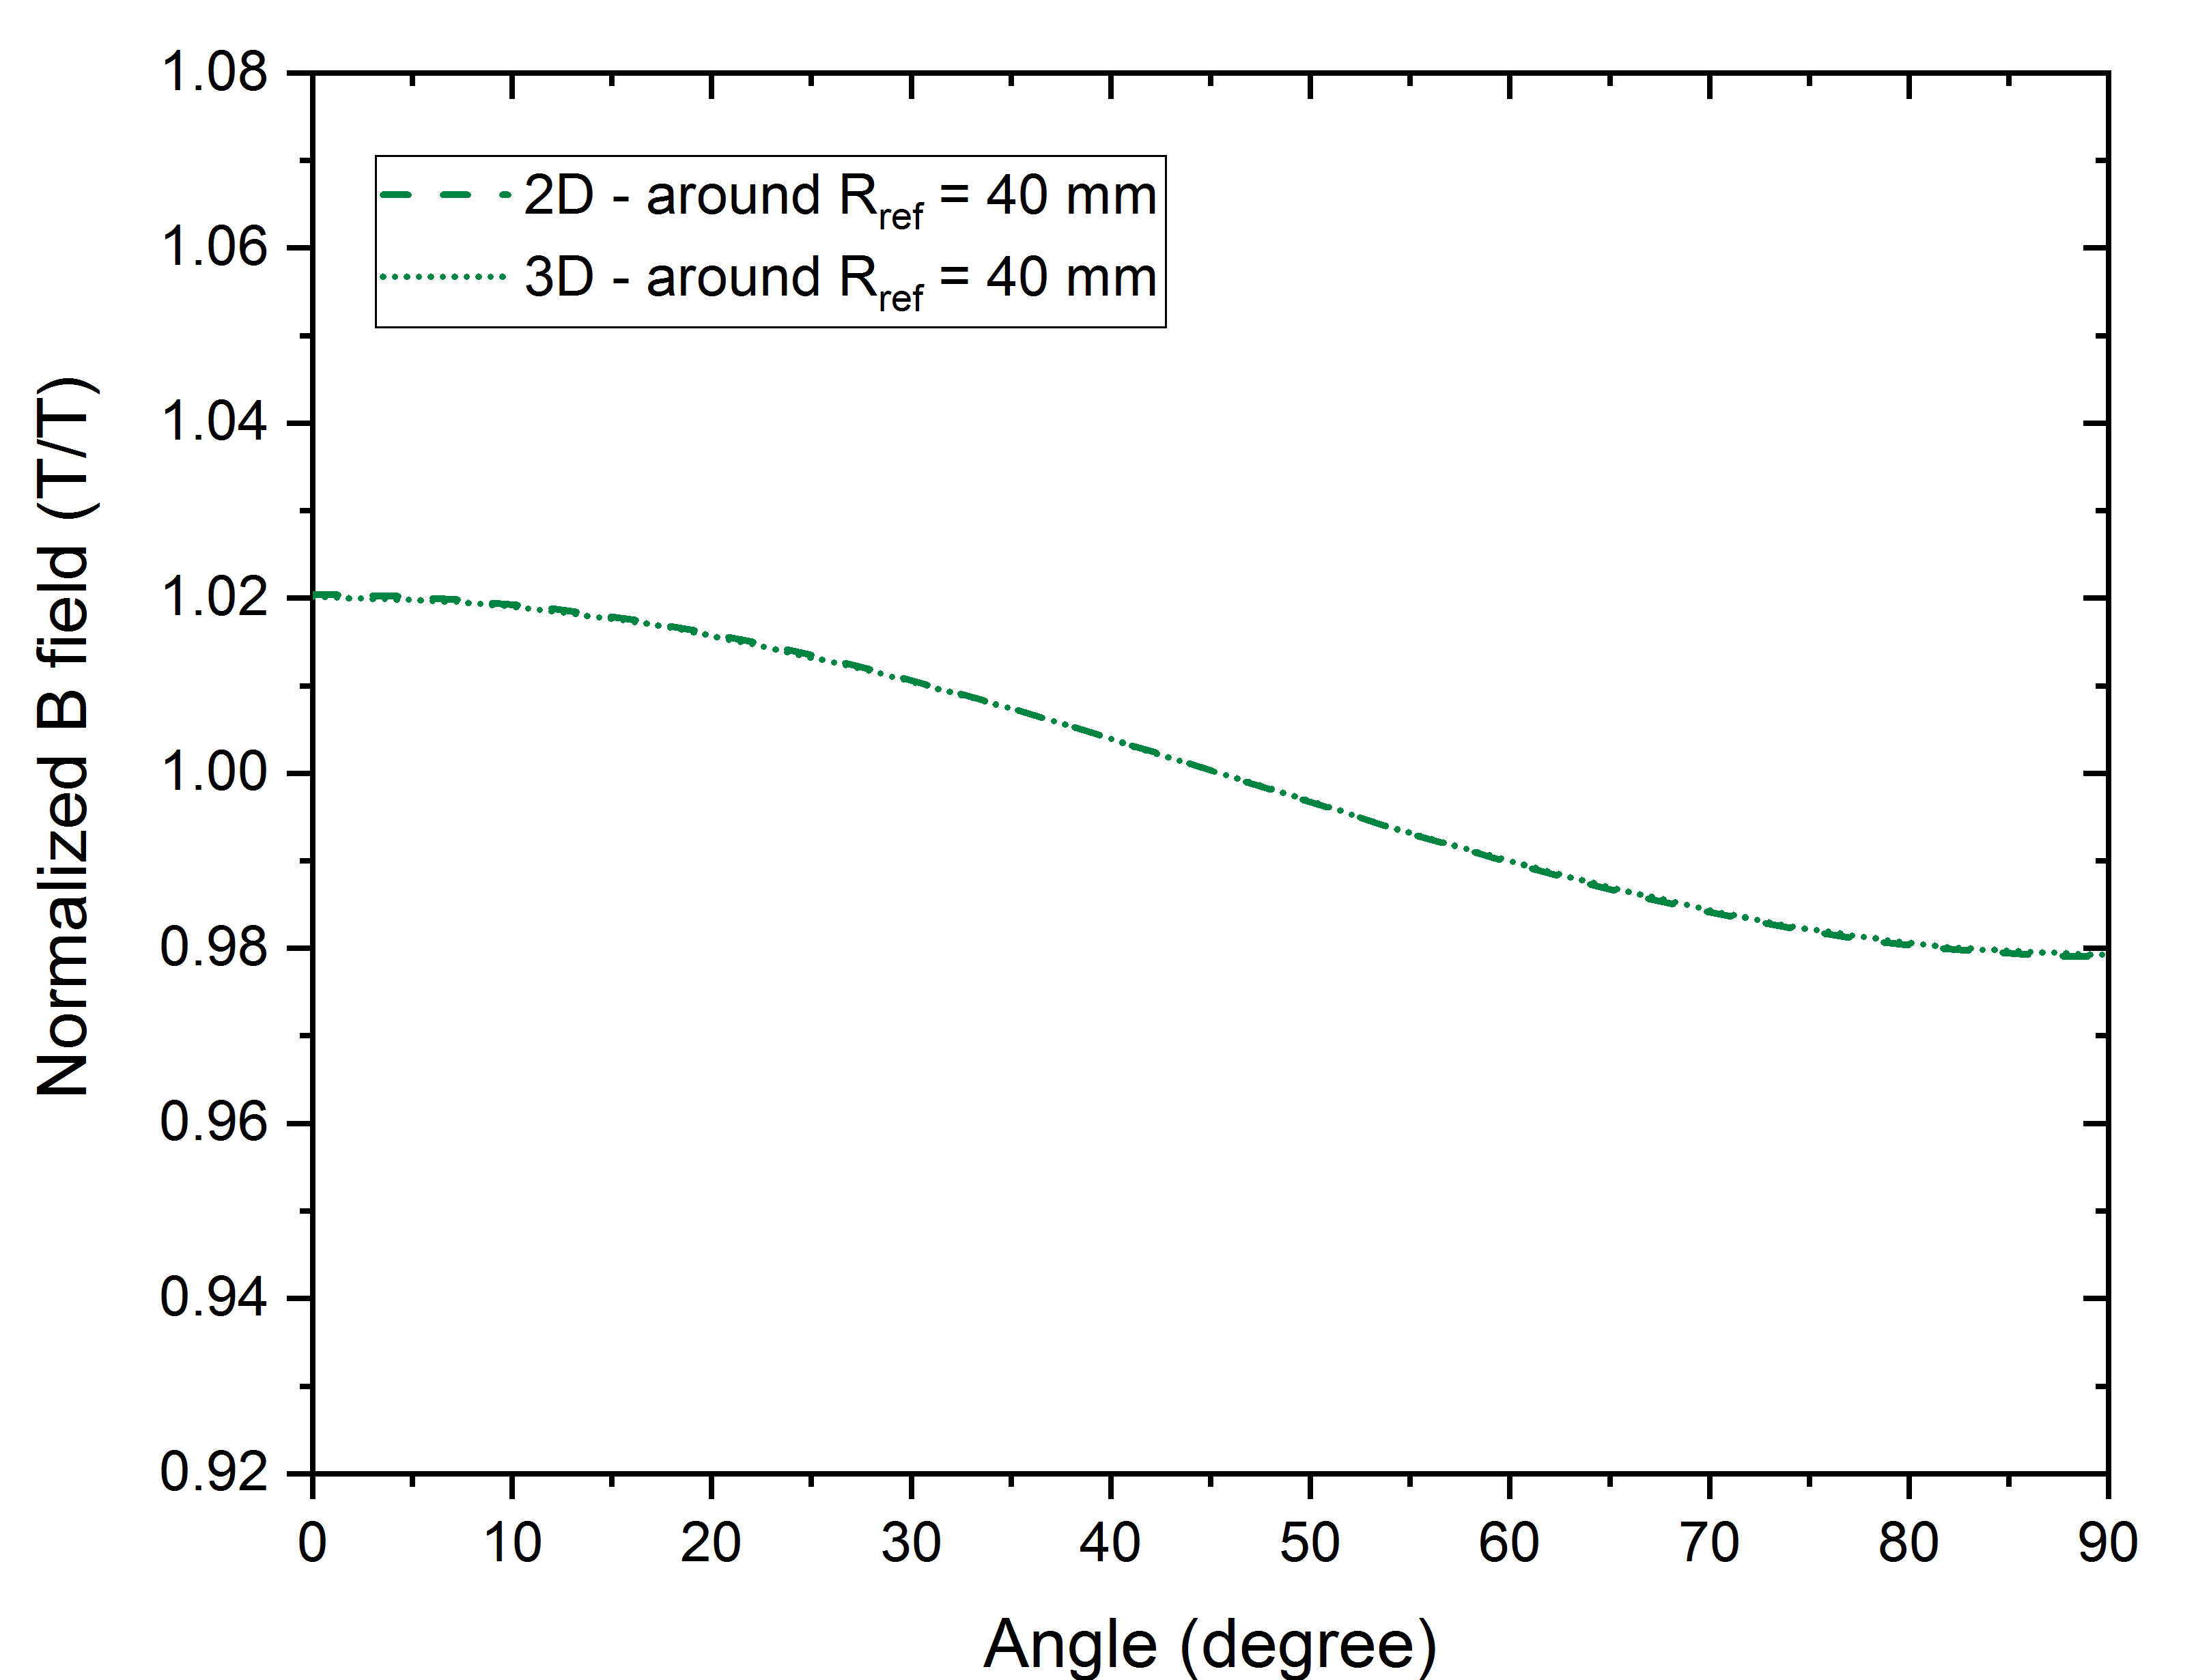 1.08
2D - around Rref = 40 mm
3D - around Rref = 40 mm
1.06
1.04
1.02
1.00
0.98
0.96
0.94
0.92
Normalized B field (T/T)
0 10 20 30 40 50 60 70 80 90
Angle (degree)